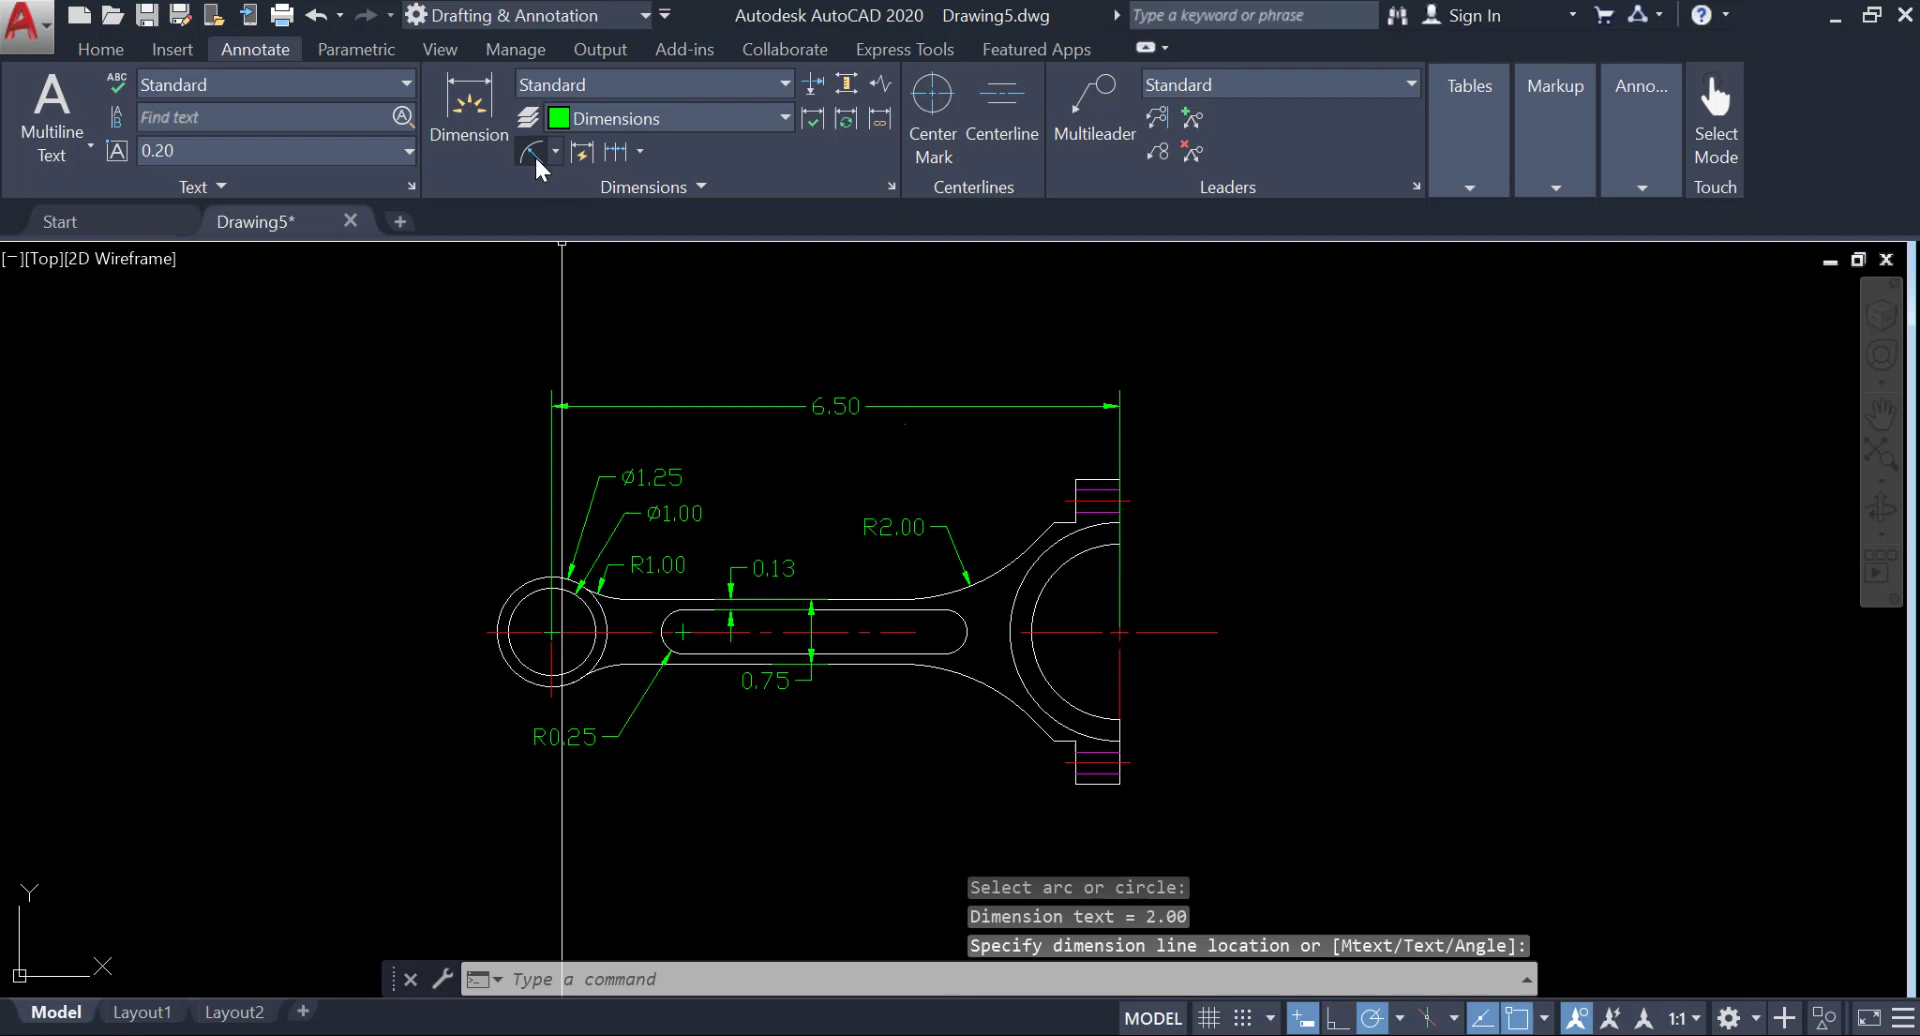 Drafting & Annotation
Autodesk AutoCAD 2020 Drawing5.dwg
Type a keyword or phrase
Sign In
Home Insert Annotate Parametric View Manage Output Add-ins Collaborate Express Tools Featured Apps
A
Multiline
Text
ABC
Standard
Find text
0.20
Text
Dimension
Standard
Dimensions
Dimensions
Center
Mark
Centerline
Centerlines
Multileader
Standard
Leaders
Tables
Markup
Anno...
Select
Mode
Touch
Start
Drawing5*
[−][Top][2D Wireframe]
6.50
ø1.25
ø1.00
R1.00
0.13
R2.00
0.75
R0.25
Y
X
Select arc or circle:
Dimension text = 2.00
Specify dimension line location or [Mtext/Text/Angle]:
Type a command
Model Layout1 Layout2
MODEL
1:1